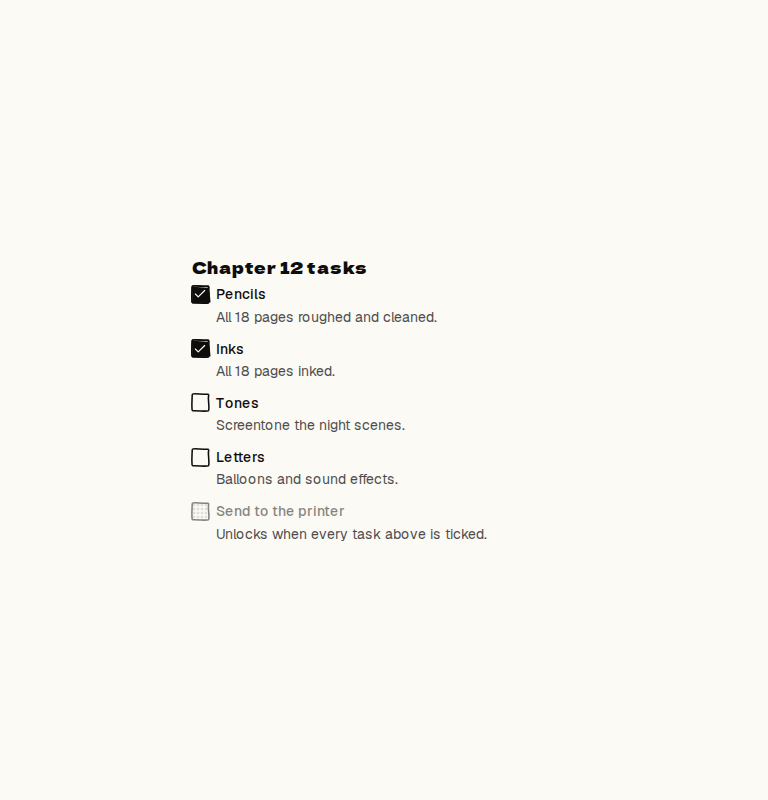 Chapter 12 tasks
Pencils
All 18 pages roughed and cleaned.
Inks
All 18 pages inked.
Tones
Screentone the night scenes.
Letters
Balloons and sound effects.
Send to the printer
Unlocks when every task above is ticked.